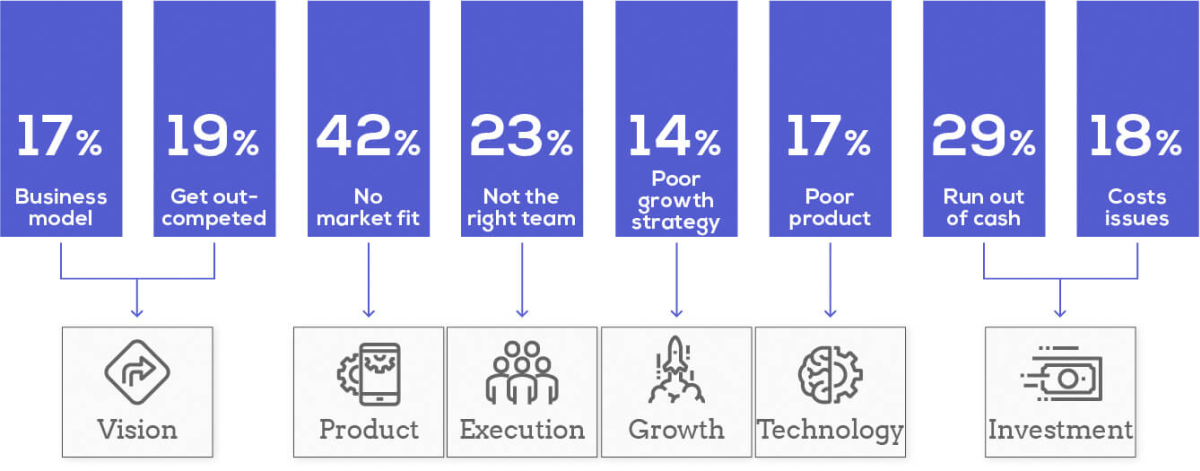 17%
Business
model
19%
Get out-
competed
42%
No
market fit
23%
Not the
right team
14%
Poor
growth
strategy
17%
Poor
product
29%
Run out
of cash
18%
Costs
issues
Vision
Product
Execution
Growth
Technology
Investment